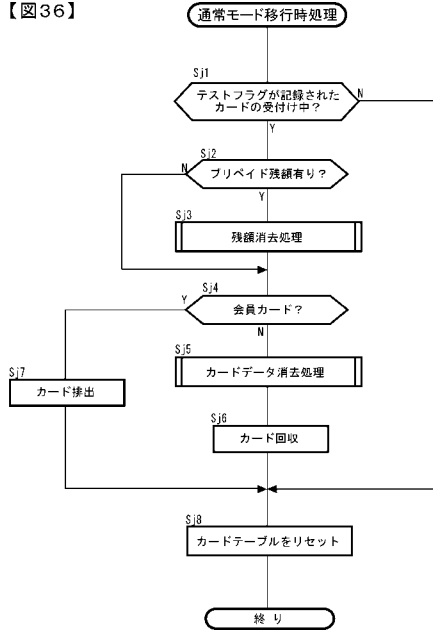 【図36】
通常モード移行時処理
Sj1
テストフラグが記録された
カードの受付け中？
N
Y
Sj2
プリペイド残額有り？
N
Y
Sj3
残額消去処理
Sj4
会員カード？
Y
N
Sj5
カードデータ消去処理
Sj7
カード排出
Sj6
カード回収
Sj8
カードテーブルをリセット
終 り